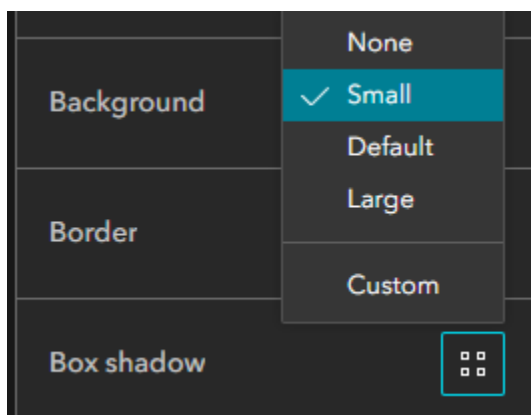 None
Small
Background
Default
Large
Border
Custom
Box shadow